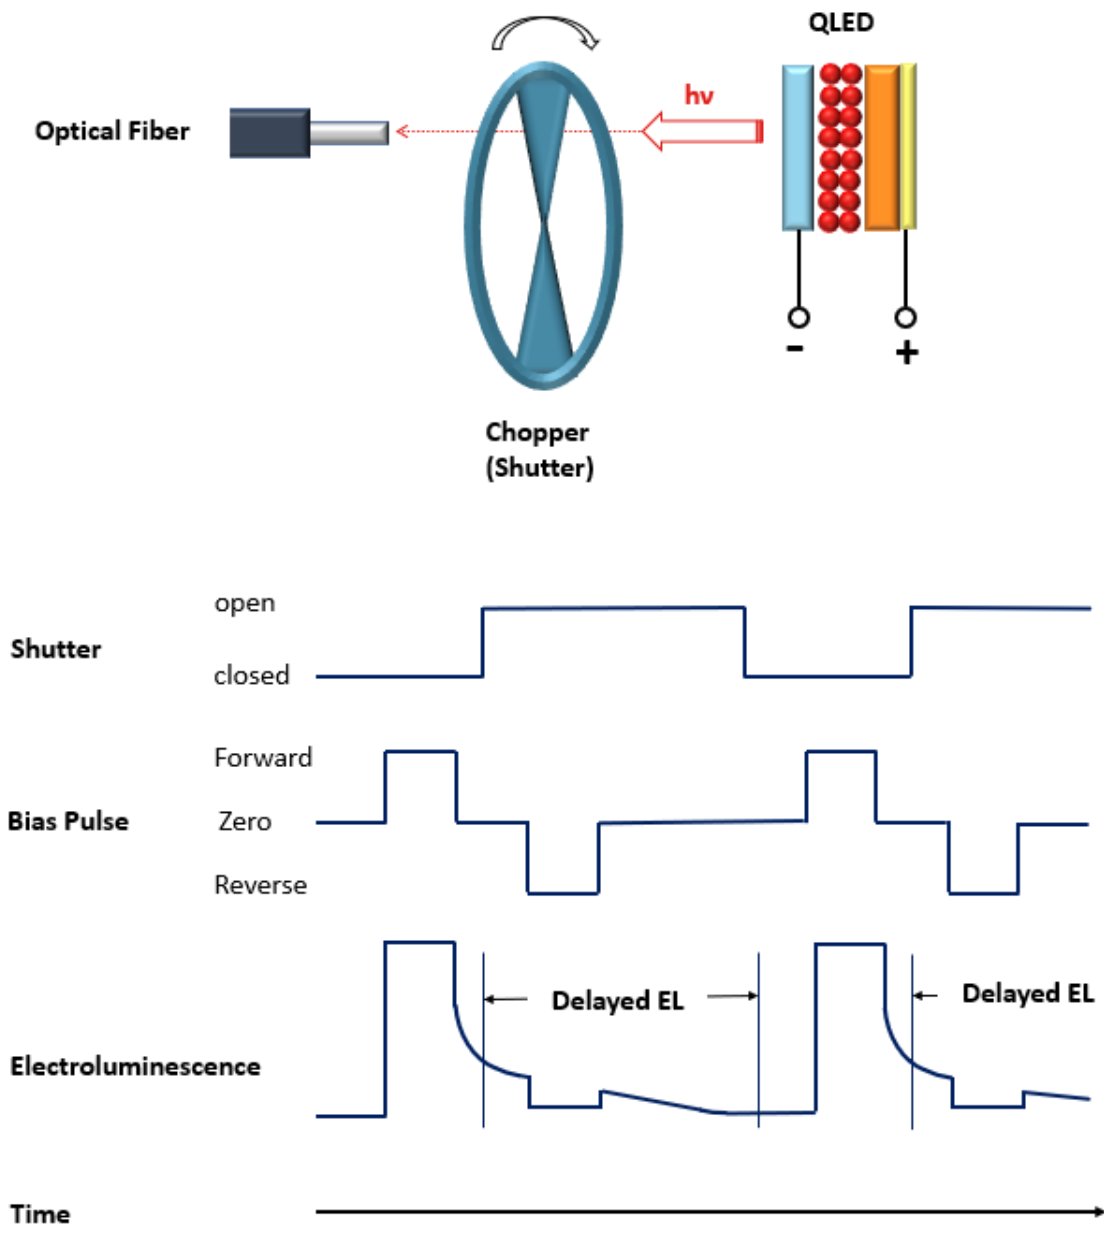 QLED
hν
Optical Fiber
- +
Chopper
(Shutter)
open
Shutter
closed
Forward
Bias Pulse Zero
Reverse
Delayed EL Delayed EL
Electroluminescence
Time